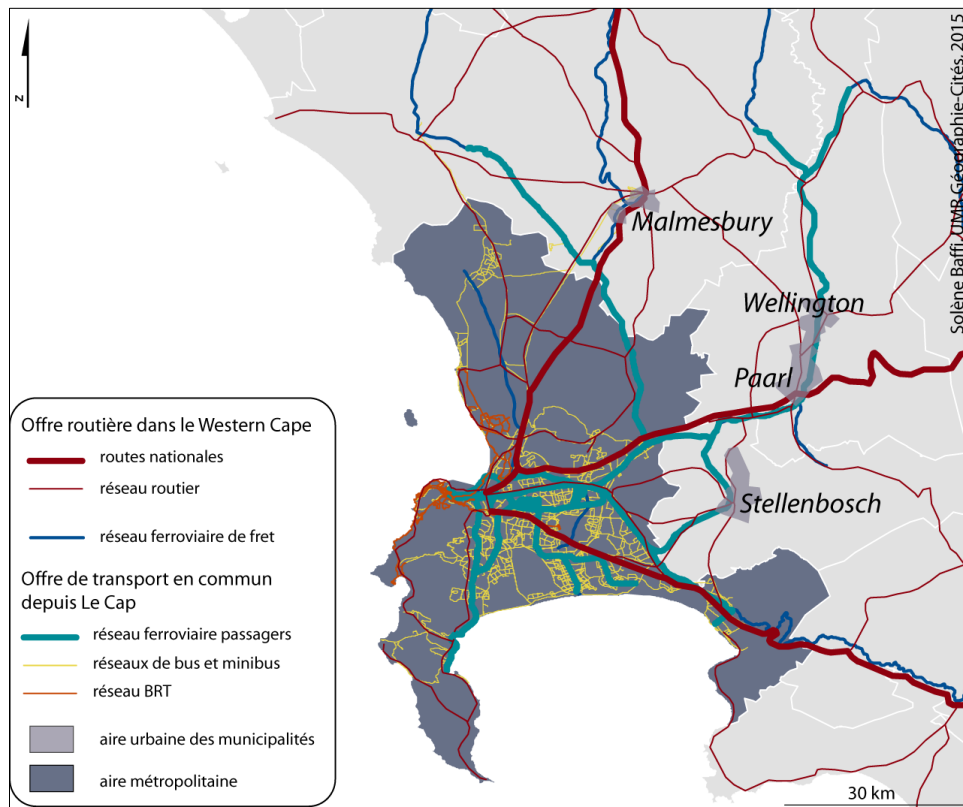 Z
Solène Baffi, UMR Géographie-Cités, 2015
Malmesbury
Wellington
Paarl
Stellenbosch
Offre routière dans le Western Cape
routes nationales
réseau routier
réseau ferroviaire de fret
Offre de transport en commun
depuis Le Cap
réseau ferroviaire passagers
réseaux de bus et minibus
réseau BRT
aire urbaine des municipalités
aire métropolitaine
30 km